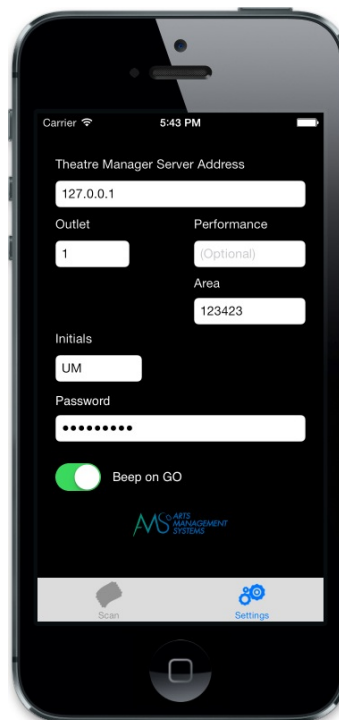 Carrier 5:43 PM
Theatre Manager Server Address
127.0.0.1
Outlet Performance
1 (Optional)
Area
123423
Initials
UM
Password
•••••••••
Beep on GO
AMS ARTS
MANAGEMENT
SYSTEMS
Scan Settings